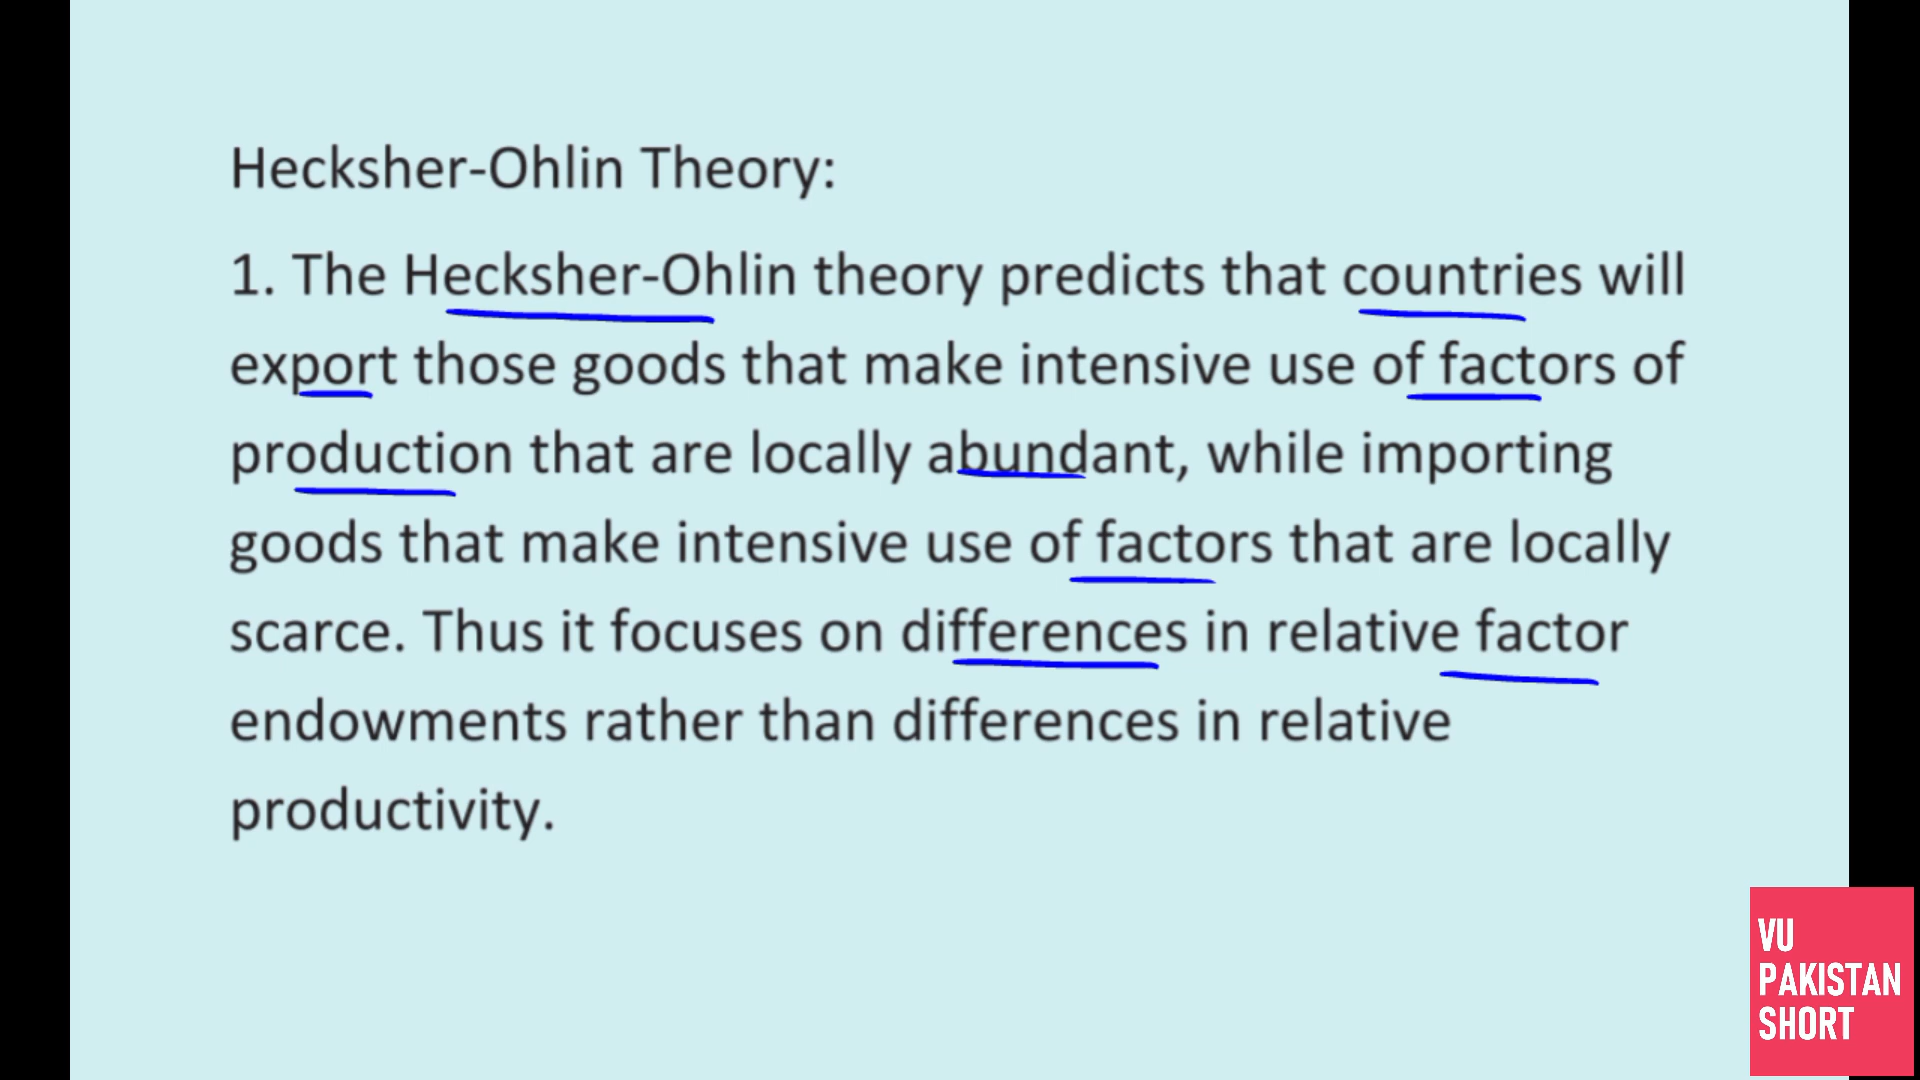 Hecksher-Ohlin Theory:
1. The Hecksher-Ohlin theory predicts that countries will
export those goods that make intensive use of factors of
production that are locally abundant, while importing
goods that make intensive use of factors that are locally
scarce. Thus it focuses on differences in relative factor
endowments rather than differences in relative
productivity.
VU
PAKISTAN
SHORT